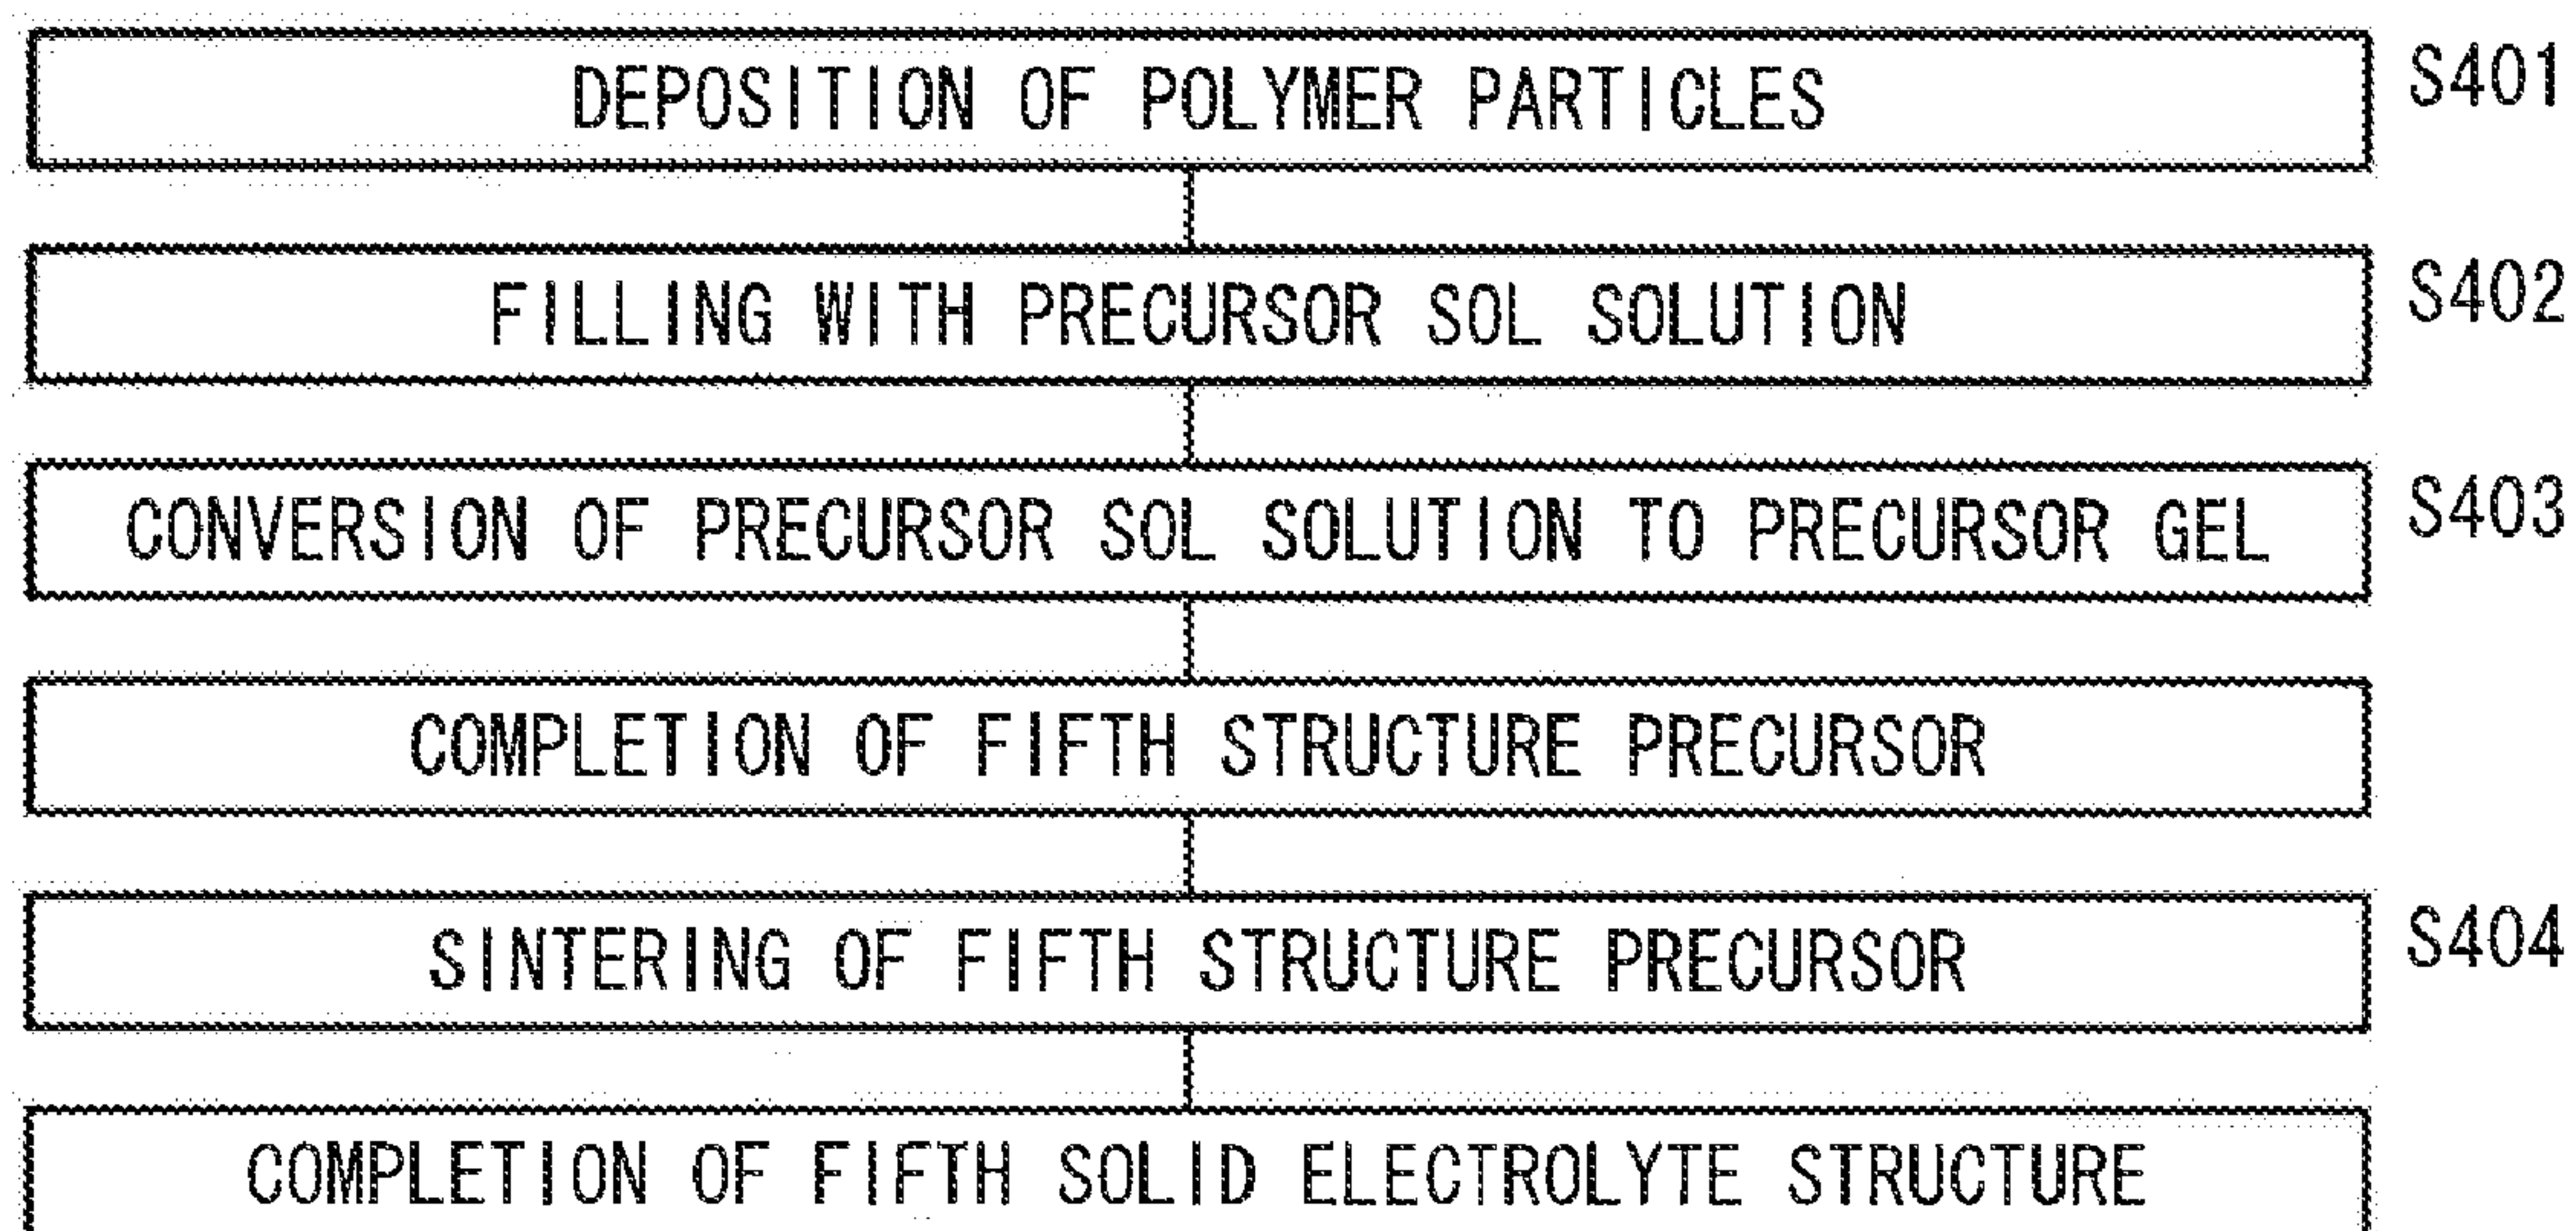 DEPOSITION OF POLYMER PARTICLES S401
FILLING WITH PRECURSOR SOL SOLUTION S402
CONVERSION OF PRECURSOR SOL SOLUTION TO PRECURSOR GEL S403
COMPLETION OF FIFTH STRUCTURE PRECURSOR
SINTERING OF FIFTH STRUCTURE PRECURSOR S404
COMPLETION OF FIFTH SOLID ELECTROLYTE STRUCTURE